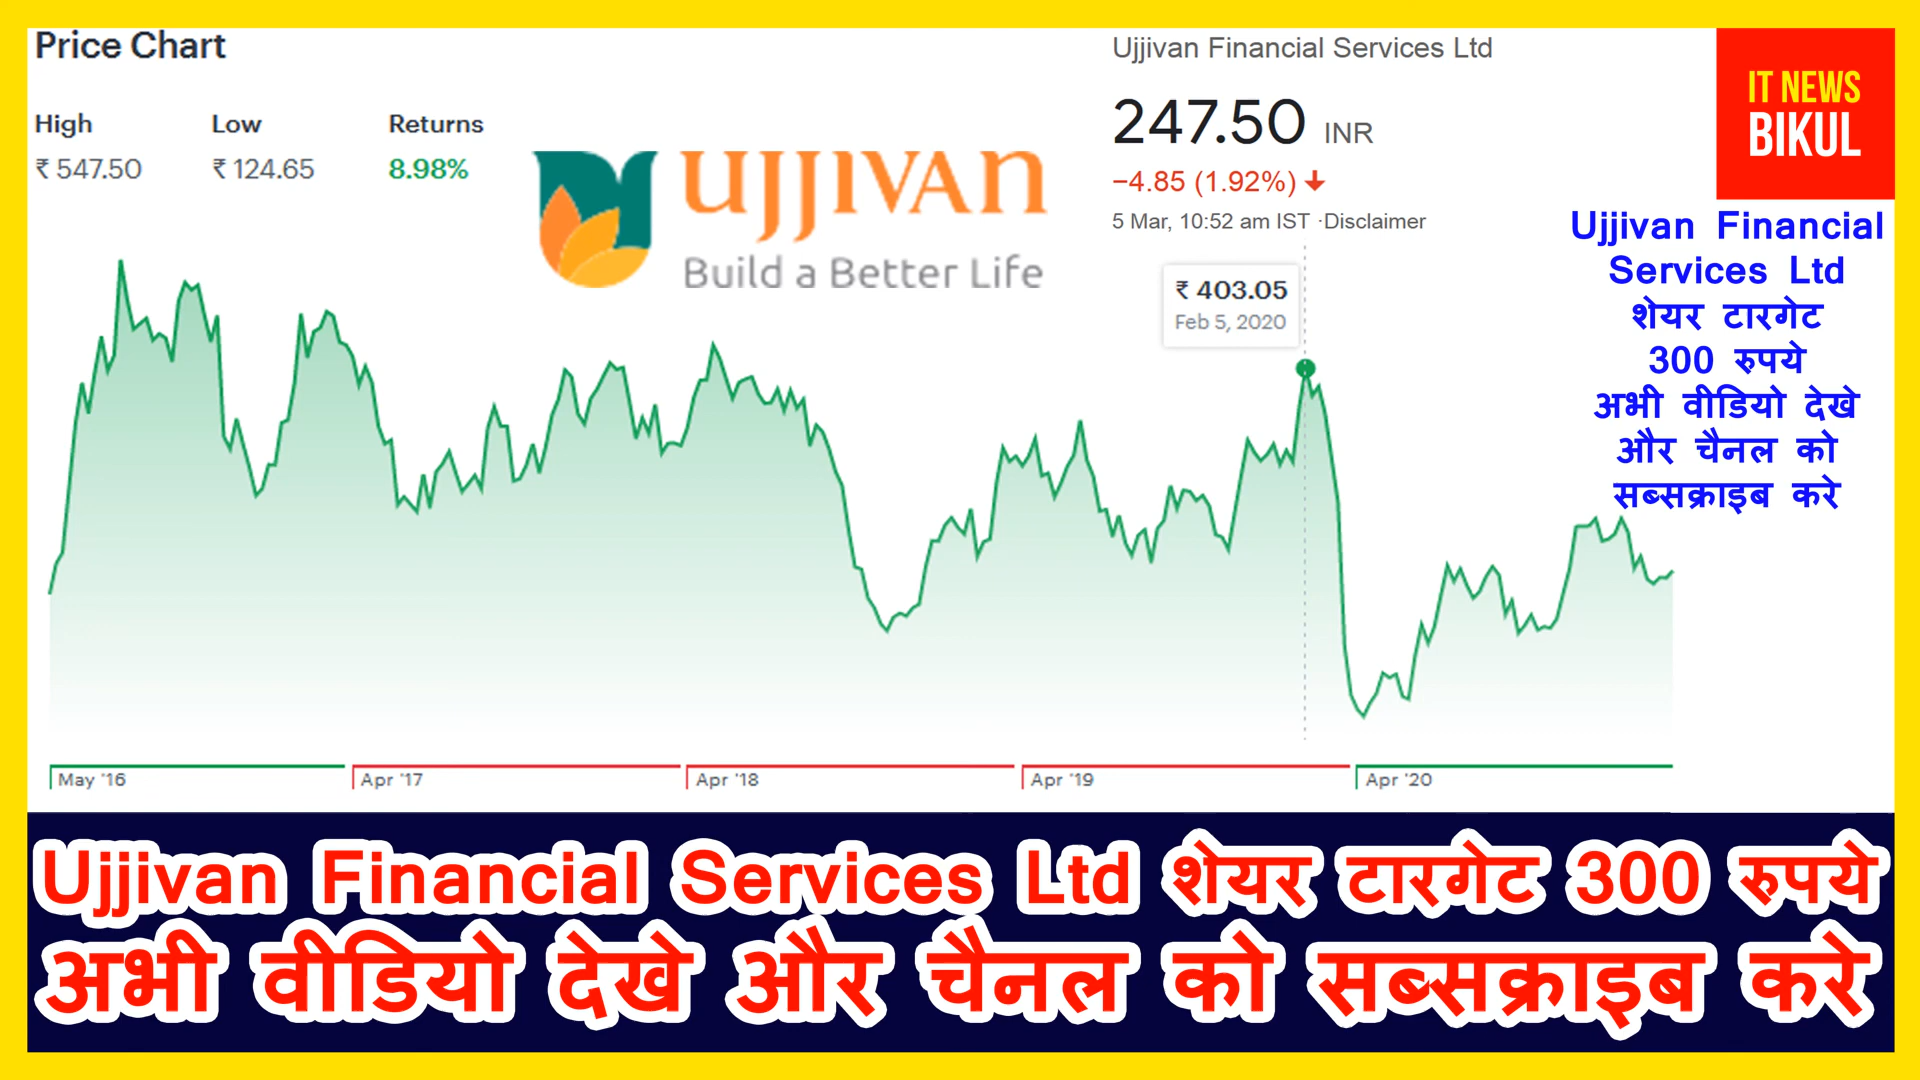 Price Chart
High Low Returns
₹ 547.50 ₹ 124.65 8.98%
UJJIVAN
Build a Better Life
Ujjivan Financial Services Ltd
247.50 INR
−4.85 (1.92%)
5 Mar, 10:52 am IST ·Disclaimer
₹ 403.05
Feb 5, 2020
IT NEWS
BIKUL
Ujjivan Financial
Services Ltd
शेयर टारगेट
300 रुपये
अभी वीडियो देखे
और चैनल को
सब्सक्राइब करे
May '16 Apr '17 Apr '18 Apr '19 Apr '20
Ujjivan Financial Services Ltd शेयर टारगेट 300 रुपये
अभी वीडियो देखे और चैनल को सब्सक्राइब करे